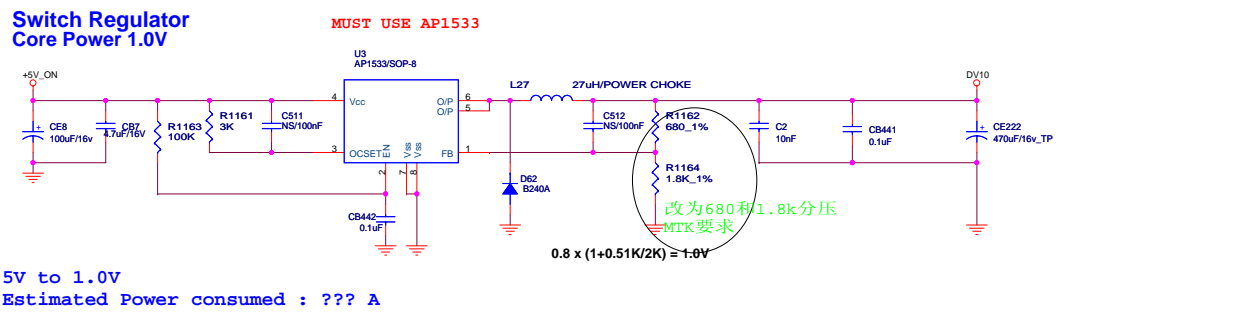 Switch Regulator
Core Power 1.0V
MUST USE AP1533
U3
AP1533/SOP-8
+5V_ON
L27
27uH/POWER CHOKE
DV10
4
Vcc
O/P
6
O/P
5
CE8
100uF/16v
CB7
4.7uF/16V
R1163
100K
R1161
3K
C511
NS/100nF
3
OCSET
EN
Vss
Vss
FB
1
2
7
8
C512
NS/100nF
R1162
680_1%
C2
10nF
CB441
0.1uF
CE222
470uF/16v_TP
R1164
1.8K_1%
D62
B240A
CB442
0.1uF
改为680和1.8k分压
MTK要求
0.8 x (1+0.51K/2K) = 1.0V
5V to 1.0V
Estimated Power consumed : ??? A